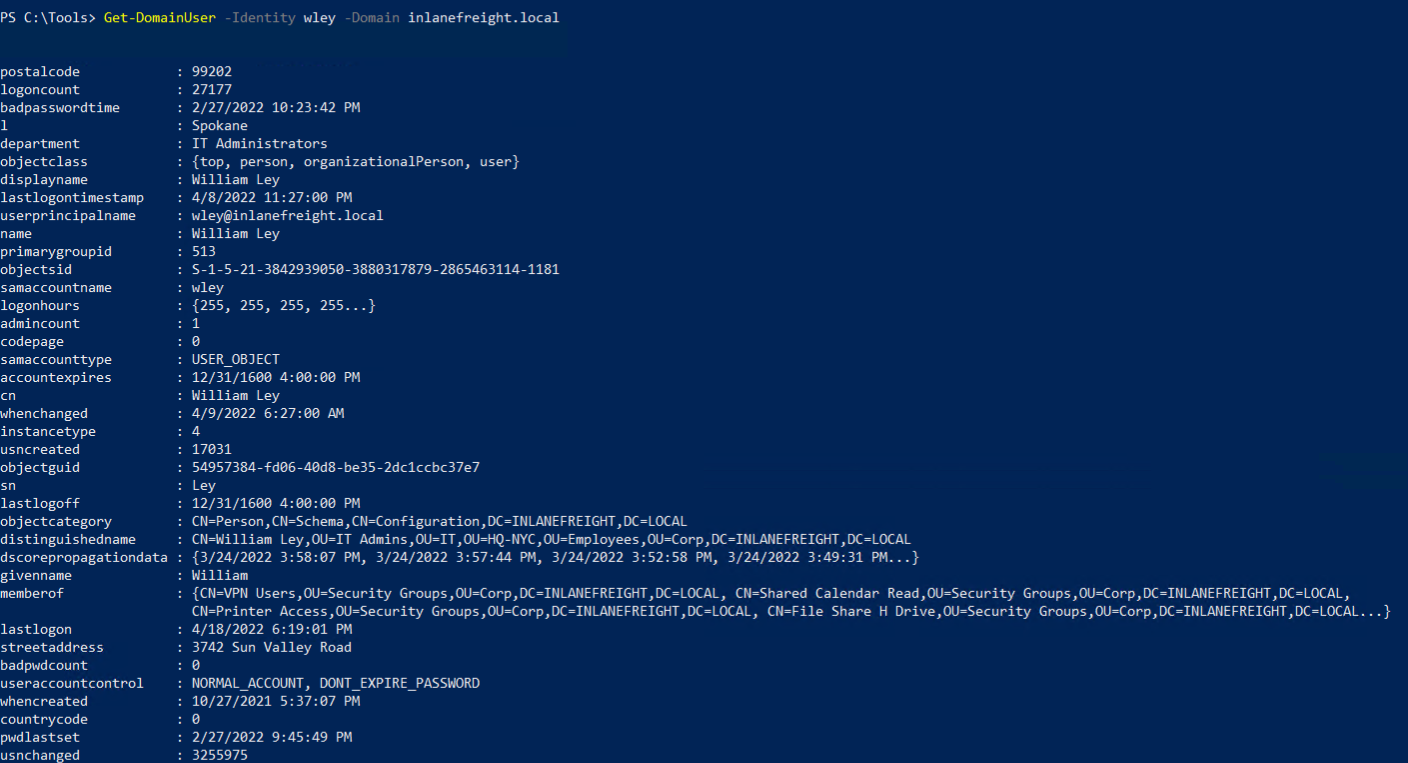 PS C:\Tools> Get-DomainUser -Identity wley -Domain inlanefreight.local
postalcode : 99202
logoncount : 27177
badpasswordtime : 2/27/2022 10:23:42 PM
l : Spokane
department : IT Administrators
objectclass : {top, person, organizationalPerson, user}
displayname : William Ley
lastlogontimestamp : 4/8/2022 11:27:00 PM
userprincipalname : wley@inlanefreight.local
name : William Ley
primarygroupid : 513
objectsid : S-1-5-21-3842939050-3880317879-2865463114-1181
samaccountname : wley
logonhours : {255, 255, 255, 255...}
admincount : 1
codepage : 0
samaccounttype : USER_OBJECT
accountexpires : 12/31/1600 4:00:00 PM
cn : William Ley
whenchanged : 4/9/2022 6:27:00 AM
instancetype : 4
usncreated : 17031
objectguid : 54957384-fd06-40d8-be35-2dc1ccbc37e7
sn : Ley
lastlogoff : 12/31/1600 4:00:00 PM
objectcategory : CN=Person,CN=Schema,CN=Configuration,DC=INLANEFREIGHT,DC=LOCAL
distinguishedname : CN=William Ley,OU=IT Admins,OU=IT,OU=HQ-NYC,OU=Employees,OU=Corp,DC=INLANEFREIGHT,DC=LOCAL
dscorepropagationdata : {3/24/2022 3:58:07 PM, 3/24/2022 3:57:44 PM, 3/24/2022 3:52:58 PM, 3/24/2022 3:49:31 PM...}
givenname : William
memberof : {CN=VPN Users,OU=Security Groups,OU=Corp,DC=INLANEFREIGHT,DC=LOCAL, CN=Shared Calendar Read,OU=Security Groups,OU=Corp,DC=INLANEFREIGHT,DC=LOCAL,
CN=Printer Access,OU=Security Groups,OU=Corp,DC=INLANEFREIGHT,DC=LOCAL, CN=File Share H Drive,OU=Security Groups,OU=Corp,DC=INLANEFREIGHT,DC=LOCAL...}
lastlogon : 4/18/2022 6:19:01 PM
streetaddress : 3742 Sun Valley Road
badpwdcount : 0
useraccountcontrol : NORMAL_ACCOUNT, DONT_EXPIRE_PASSWORD
whencreated : 10/27/2021 5:37:07 PM
countrycode : 0
pwdlastset : 2/27/2022 9:45:49 PM
usnchanged : 3255975